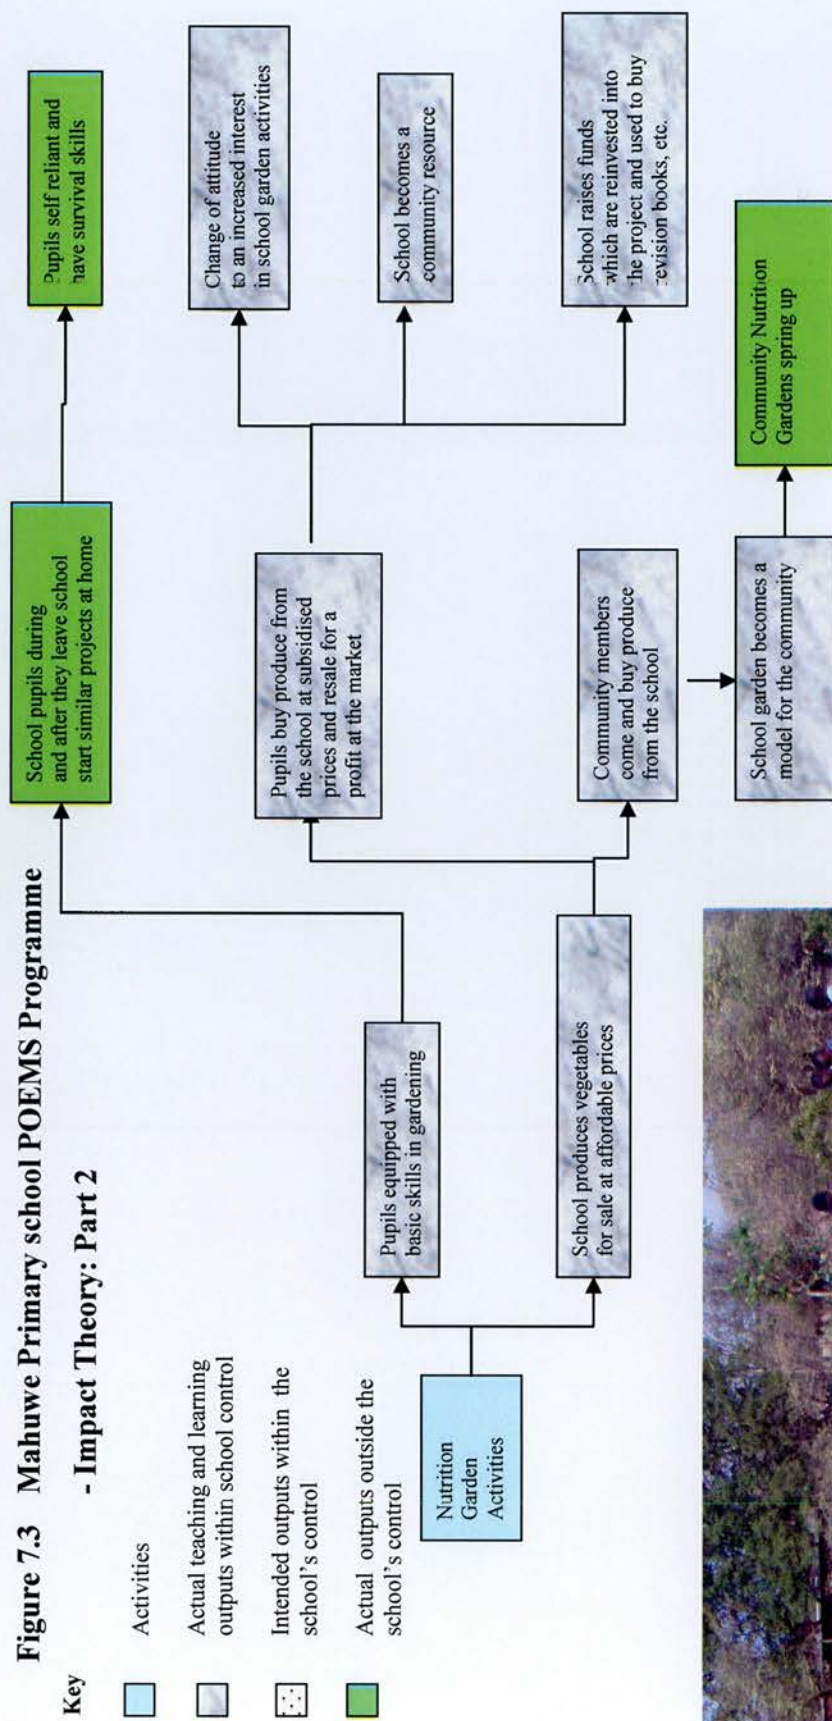 Figure 7.3 Mahuwe Primary school POEMS Programme
- Impact Theory: Part 2
Key
Activities
Actual teaching and learning
outputs within school control
Intended outputs within the
school's control
Actual outputs outside the
school's control
Nutrition
Garden
Activities
Pupils equipped with
basic skills in gardening
School produces vegetables
for sale at affordable prices
School pupils during
and after they leave school
start similar projects at home
Pupils buy produce from
the school at subsidised
prices and resale for a
profit at the market
Community members
come and buy produce
from the school
School garden becomes a
model for the community
Pupils self reliant and
have survival skills
Change of attitude
to an increased interest
in school garden activities
School becomes a
community resource
School raises funds
which are reinvested into
the project and used to buy
revision books, etc.
Community Nutrition
Gardens spring up